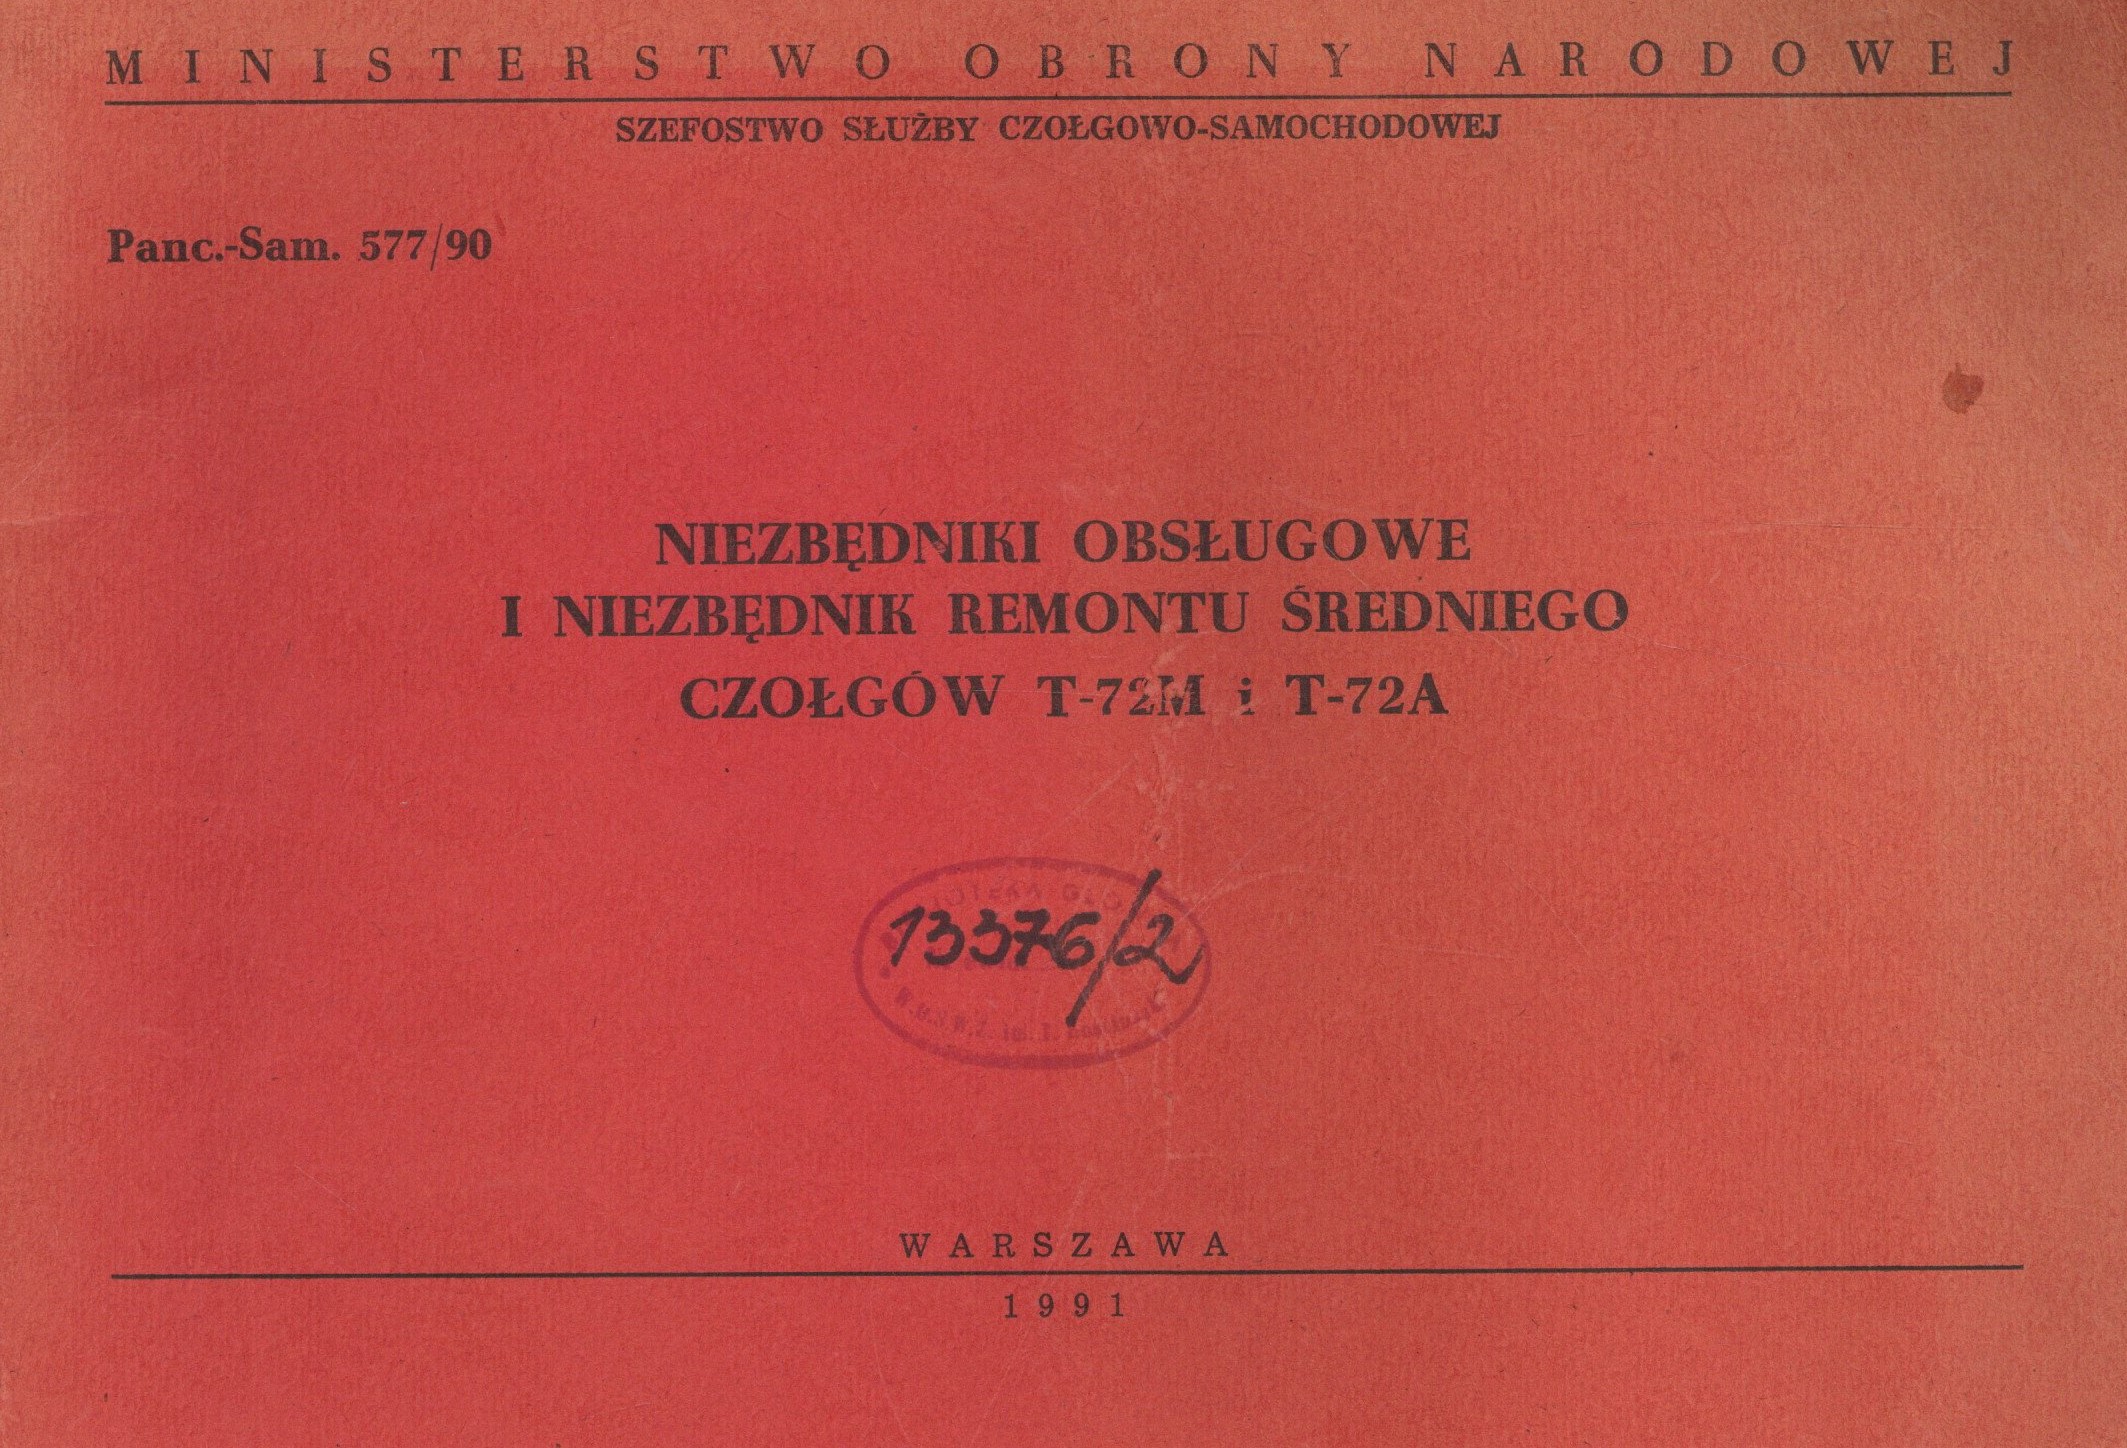 MINISTERSTWO OBRONY NARODOWEJ
SZEFOSTWO SŁUŻBY CZOŁGOWO-SAMOCHODOWEJ
Panc.-Sam. 577/90
NIEZBĘDNIKI OBSŁUGOWE
I NIEZBĘDNIK REMONTU ŚREDNIEGO
CZOŁGÓW T-72M i T-72A
13376/2
WARSZAWA
1991